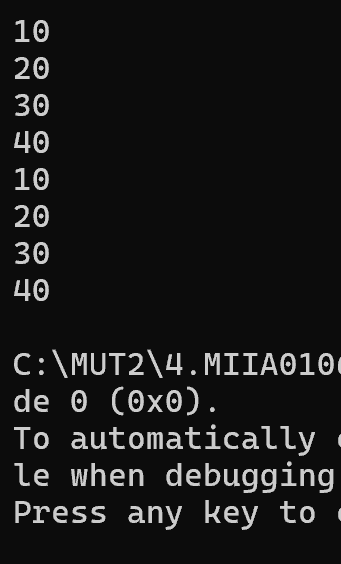 10
20
30
40
10
20
30
40
C:\MUT2\4.MIIA010
de 0 (0x0).
To automatically
le when debugging
Press any key to